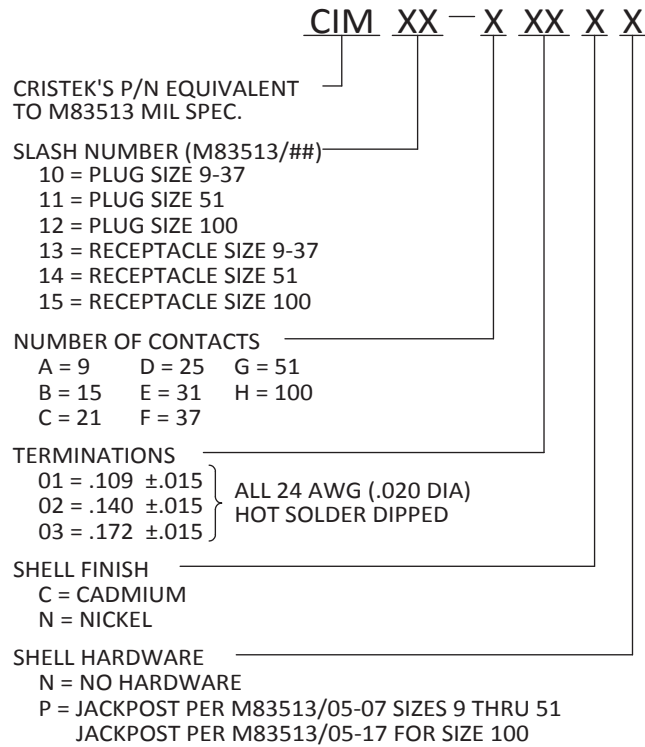 CIM XX — X XX X X
CRISTEK'S P/N EQUIVALENT
TO M83513 MIL SPEC.
SLASH NUMBER (M83513/##)
10 = PLUG SIZE 9-37
11 = PLUG SIZE 51
12 = PLUG SIZE 100
13 = RECEPTACLE SIZE 9-37
14 = RECEPTACLE SIZE 51
15 = RECEPTACLE SIZE 100
NUMBER OF CONTACTS
A = 9 D = 25 G = 51
B = 15 E = 31 H = 100
C = 21 F = 37
TERMINATIONS
01 = .109 ±.015
02 = .140 ±.015
03 = .172 ±.015
ALL 24 AWG (.020 DIA)
HOT SOLDER DIPPED
SHELL FINISH
C = CADMIUM
N = NICKEL
SHELL HARDWARE
N = NO HARDWARE
P = JACKPOST PER M83513/05-07 SIZES 9 THRU 51
JACKPOST PER M83513/05-17 FOR SIZE 100